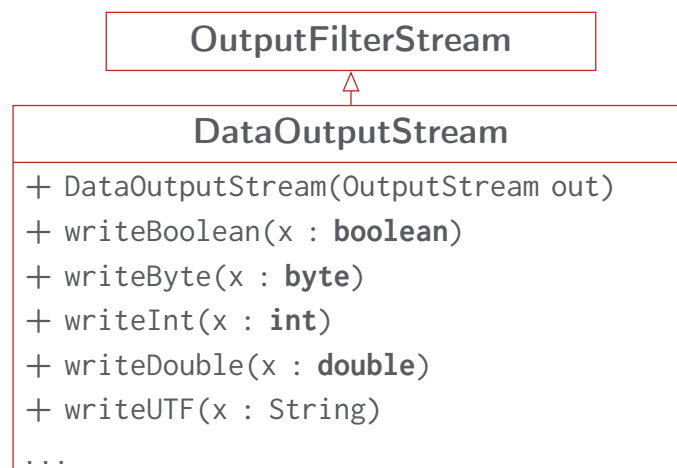 OutputFilterStream
DataOutputStream
+ DataOutputStream(OutputStream out)
+ writeBoolean(x : boolean)
+ writeByte(x : byte)
+ writeInt(x : int)
+ writeDouble(x : double)
+ writeUTF(x : String)
...